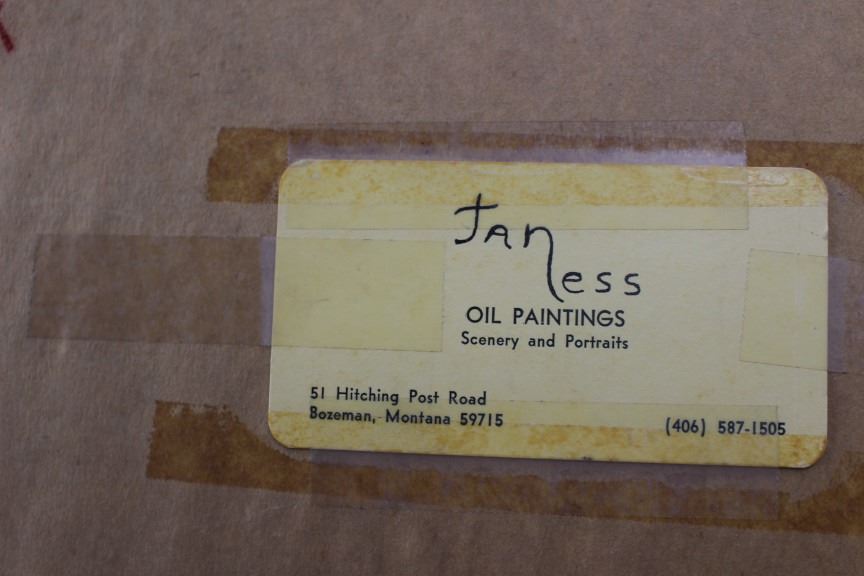 Jan
Ness
OIL PAINTINGS
Scenery and Portraits
51 Hitching Post Road
Bozeman, Montana 59715
(406) 587-1505